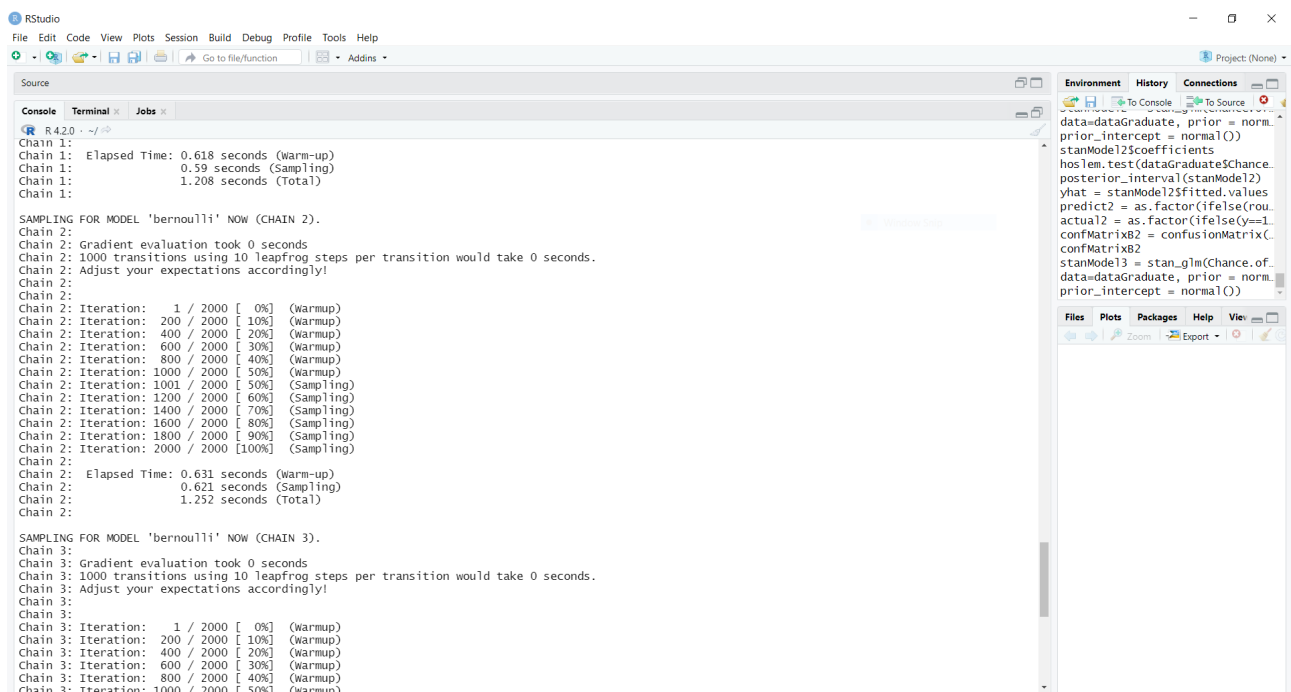 RStudio
File Edit Code View Plots Session Build Debug Profile Tools Help
Go to file/function Addins Project: (None)
Source
Console Terminal Jobs
R 4.2.0 · ~/
Chain 1:
Chain 1:  Elapsed Time: 0.618 seconds (Warm-up)
Chain 1:                0.59 seconds (Sampling)
Chain 1:                1.208 seconds (Total)
Chain 1:
SAMPLING FOR MODEL 'bernoulli' NOW (CHAIN 2).
Chain 2:
Chain 2: Gradient evaluation took 0 seconds
Chain 2: 1000 transitions using 10 leapfrog steps per transition would take 0 seconds.
Chain 2: Adjust your expectations accordingly!
Chain 2:
Chain 2:
Chain 2: Iteration:    1 / 2000 [  0%]  (Warmup)
Chain 2: Iteration:  200 / 2000 [ 10%]  (Warmup)
Chain 2: Iteration:  400 / 2000 [ 20%]  (Warmup)
Chain 2: Iteration:  600 / 2000 [ 30%]  (Warmup)
Chain 2: Iteration:  800 / 2000 [ 40%]  (Warmup)
Chain 2: Iteration: 1000 / 2000 [ 50%]  (Warmup)
Chain 2: Iteration: 1001 / 2000 [ 50%]  (Sampling)
Chain 2: Iteration: 1200 / 2000 [ 60%]  (Sampling)
Chain 2: Iteration: 1400 / 2000 [ 70%]  (Sampling)
Chain 2: Iteration: 1600 / 2000 [ 80%]  (Sampling)
Chain 2: Iteration: 1800 / 2000 [ 90%]  (Sampling)
Chain 2: Iteration: 2000 / 2000 [100%]  (Sampling)
Chain 2:
Chain 2:  Elapsed Time: 0.631 seconds (Warm-up)
Chain 2:                0.621 seconds (Sampling)
Chain 2:                1.252 seconds (Total)
Chain 2:
SAMPLING FOR MODEL 'bernoulli' NOW (CHAIN 3).
Chain 3:
Chain 3: Gradient evaluation took 0 seconds
Chain 3: 1000 transitions using 10 leapfrog steps per transition would take 0 seconds.
Chain 3: Adjust your expectations accordingly!
Chain 3:
Chain 3:
Chain 3: Iteration:    1 / 2000 [  0%]  (Warmup)
Chain 3: Iteration:  200 / 2000 [ 10%]  (Warmup)
Chain 3: Iteration:  400 / 2000 [ 20%]  (Warmup)
Chain 3: Iteration:  600 / 2000 [ 30%]  (Warmup)
Chain 3: Iteration:  800 / 2000 [ 40%]  (Warmup)
Chain 3: Iteration: 1000 / 2000 [ 50%]  (Warmup)
Environment History Connections
To Console To Source
data=dataGraduate, prior = norm…
prior_intercept = normal())
stanModel2$coefficients
hoslem.test(dataGraduate$Chance…
posterior_interval(stanModel2)
yhat = stanModel2$fitted.values
predict2 = as.factor(ifelse(rou…
actual2 = as.factor(ifelse(y==1…
confMatrixB2 = confusionMatrix(…
confMatrixB2
stanModel3 = stan_glm(Chance.of…
data=dataGraduate, prior = norm…
prior_intercept = normal())
Files Plots Packages Help View
Zoom Export